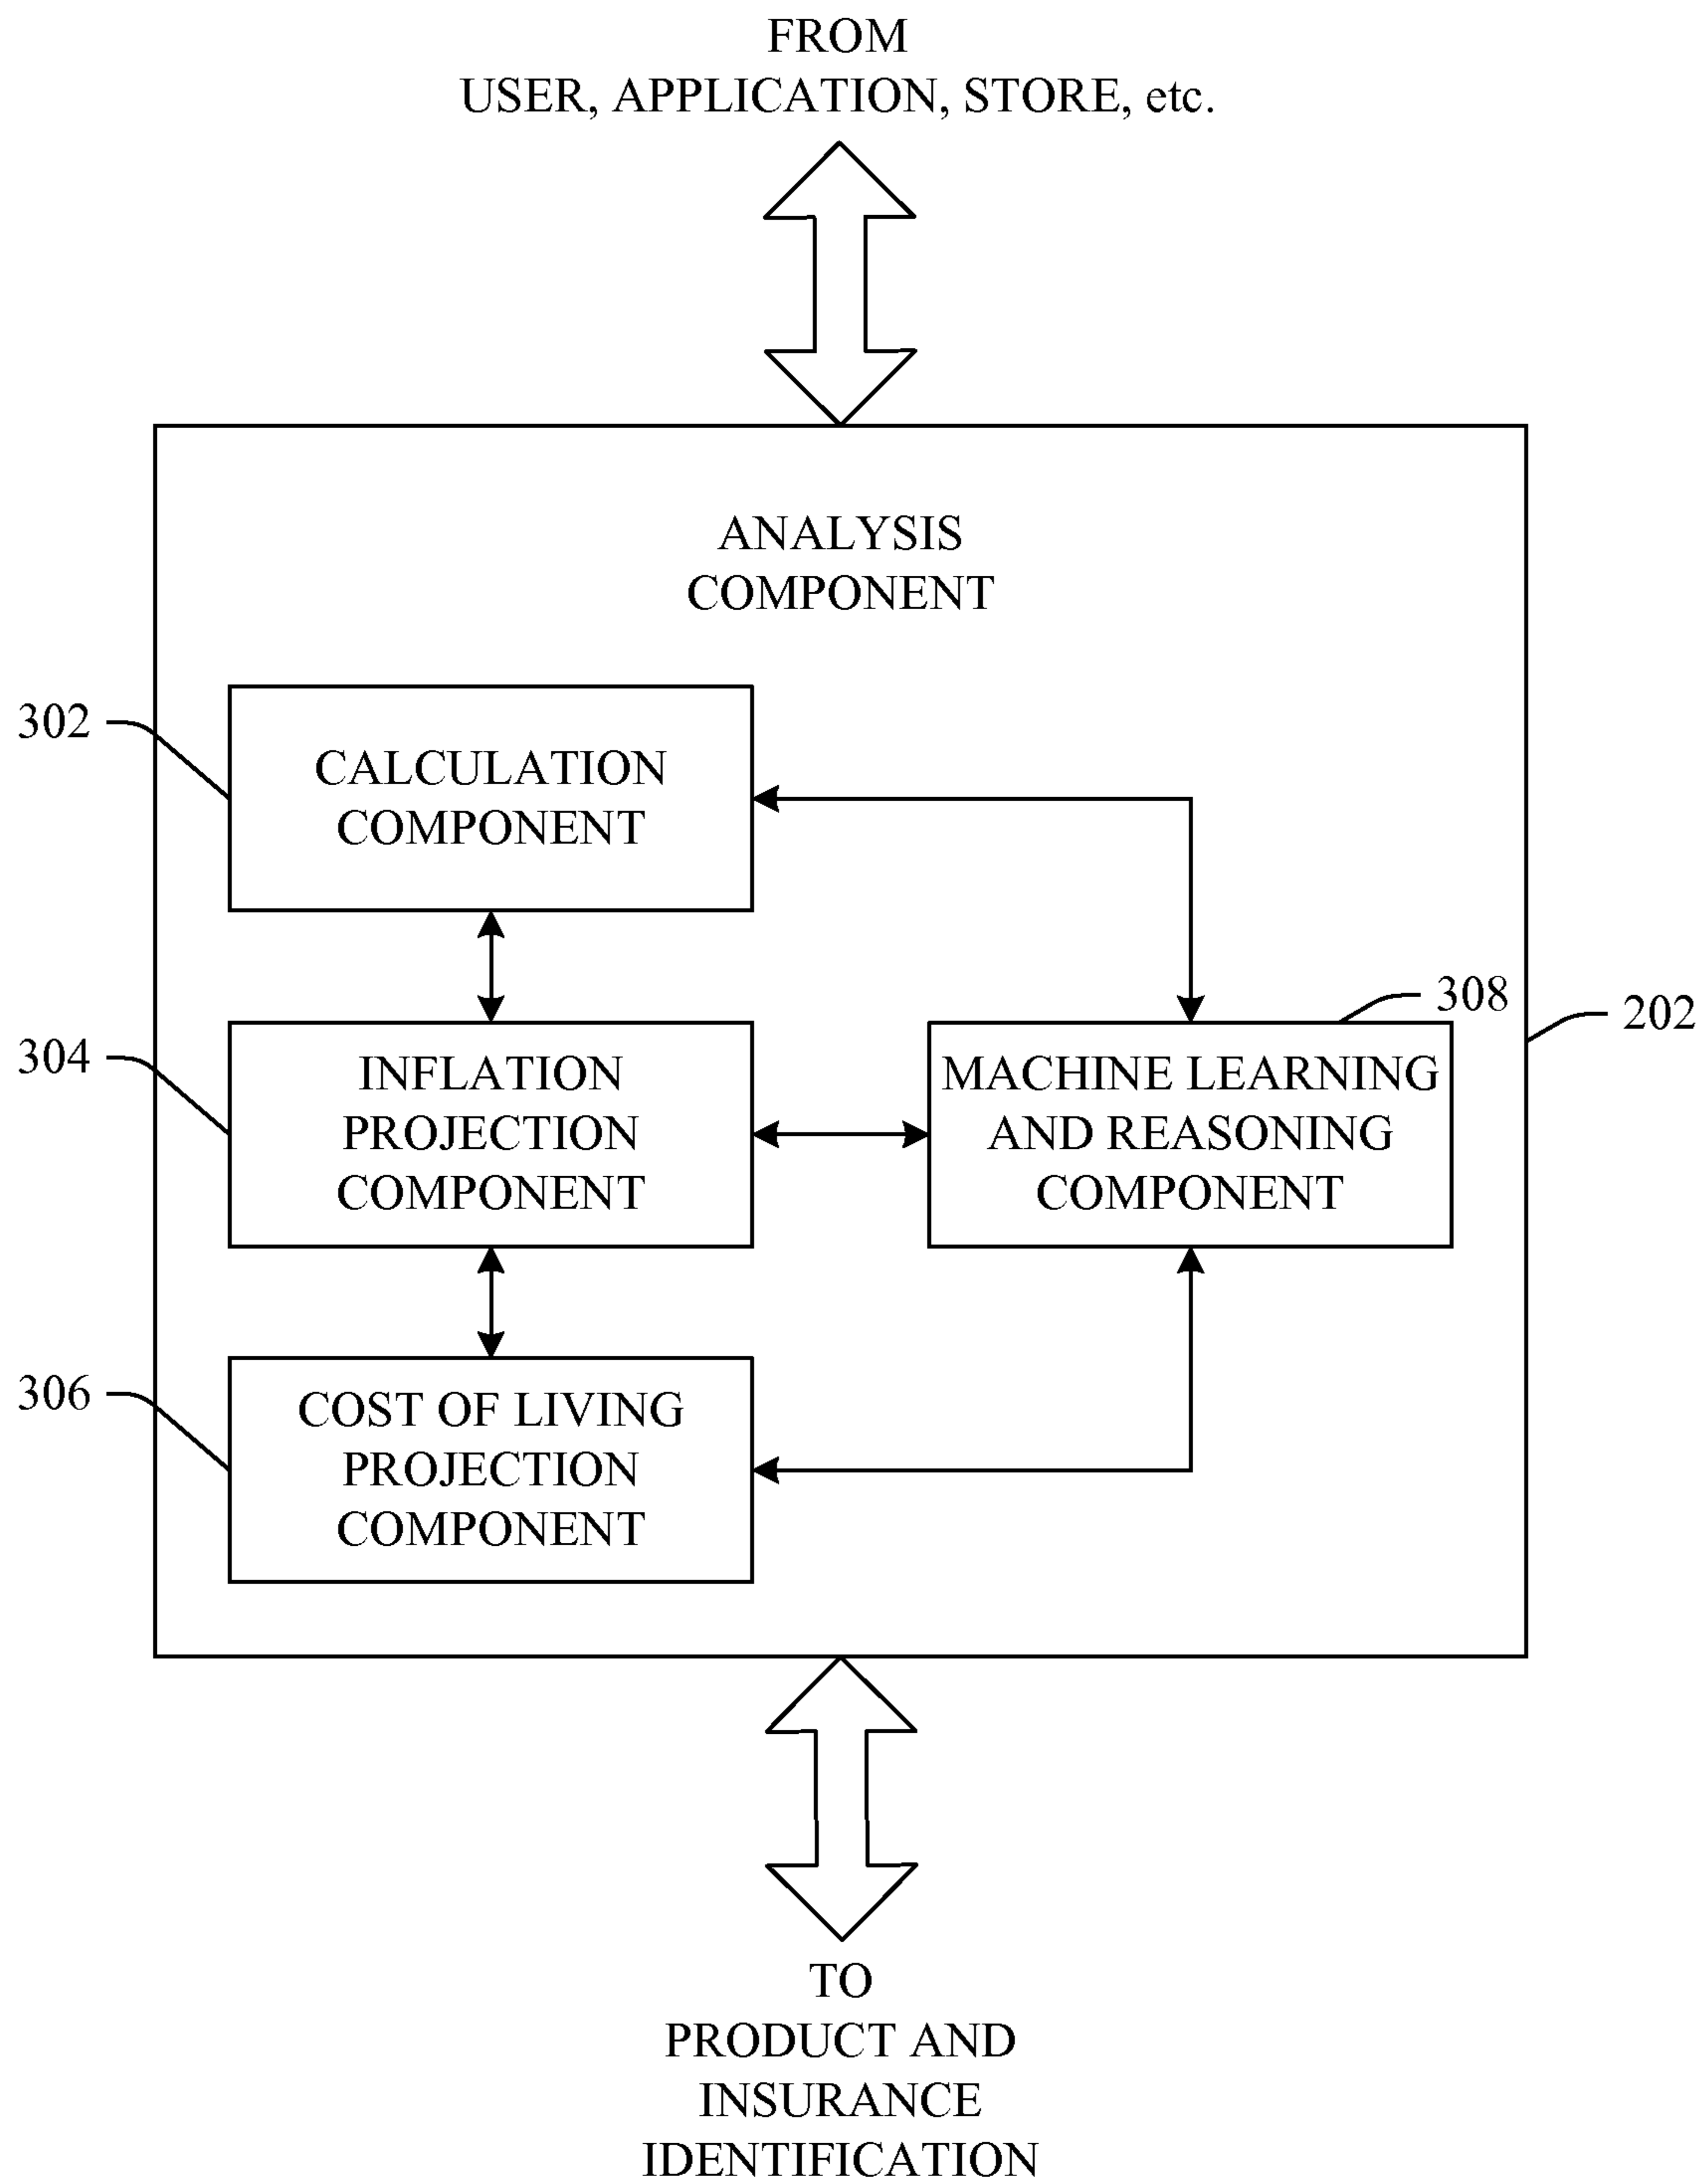 FROM
USER, APPLICATION, STORE, etc.
ANALYSIS
COMPONENT
302
CALCULATION
COMPONENT
304
INFLATION
PROJECTION
COMPONENT
308
MACHINE LEARNING
AND REASONING
COMPONENT
202
306
COST OF LIVING
PROJECTION
COMPONENT
TO
PRODUCT AND
INSURANCE
IDENTIFICATION